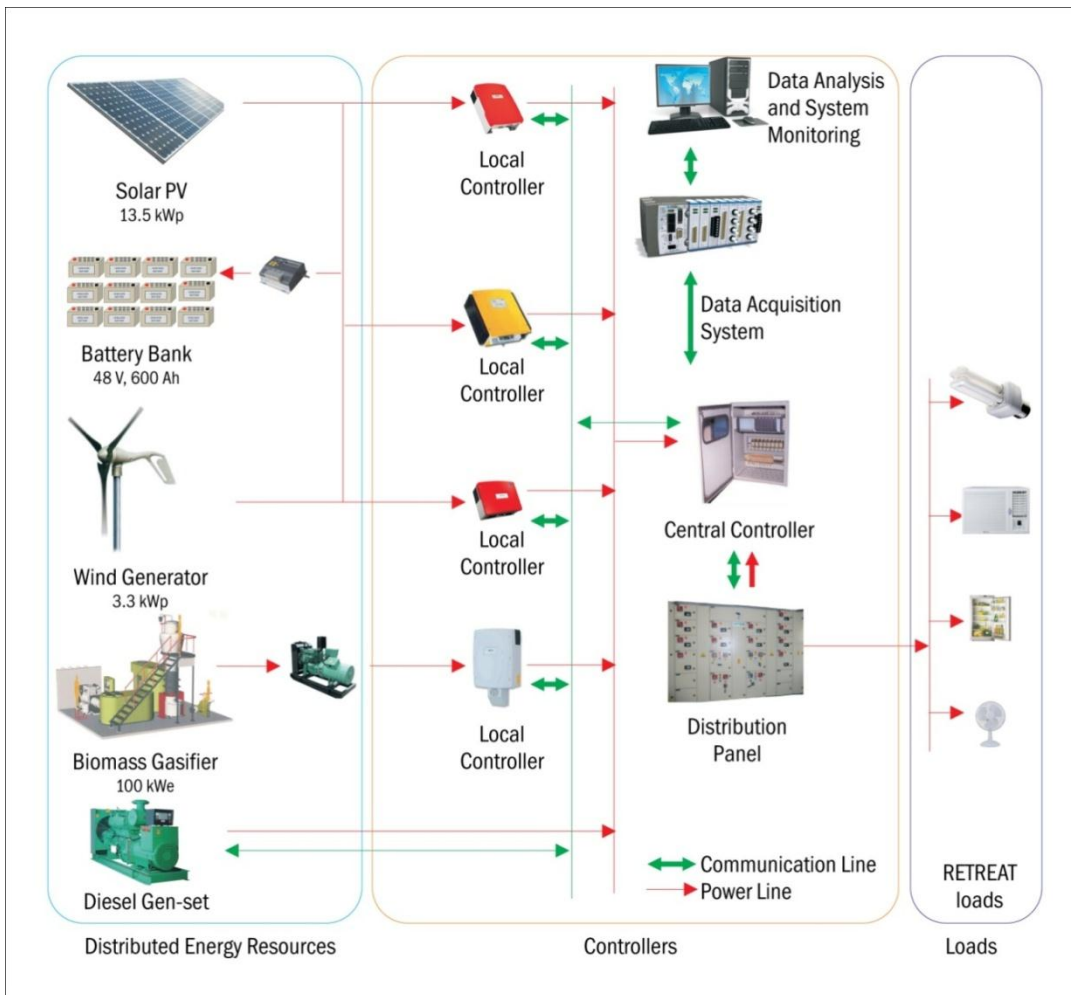 Solar PV
13.5 kWp
Battery Bank
48 V, 600 Ah
Wind Generator
3.3 kWp
Biomass Gasifier
100 kWe
Diesel Gen-set
Distributed Energy Resources
Local
Controller
Local
Controller
Local
Controller
Local
Controller
Data Analysis
and System
Monitoring
Data Acquisition
System
Central Controller
Distribution
Panel
Communication Line
Power Line
Controllers
RETREAT
loads
Loads